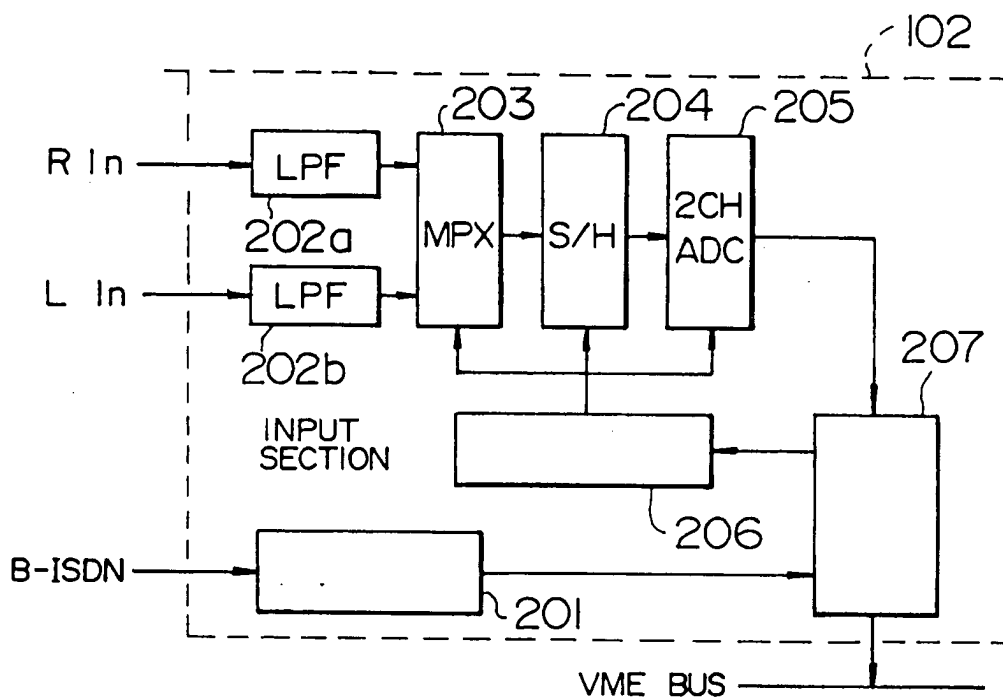 102
203
204
205
R In
LPF
202a
MPX
S/H
2CH
ADC
L In
LPF
202b
207
INPUT
SECTION
206
B-ISDN
201
VME BUS